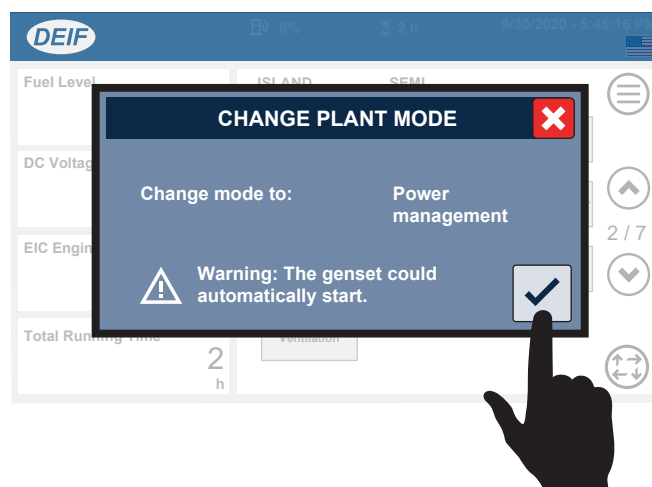 DEIF
0%
2 h
9/30/2020 - 5:45:16 PM
Fuel Level
ISLAND
SEMI
CHANGE PLANT MODE
DC Voltag
Change mode to:
Power
management
2 / 7
EIC Engin
Warning: The genset could
automatically start.
Total Running Time
Ventilation
2
h